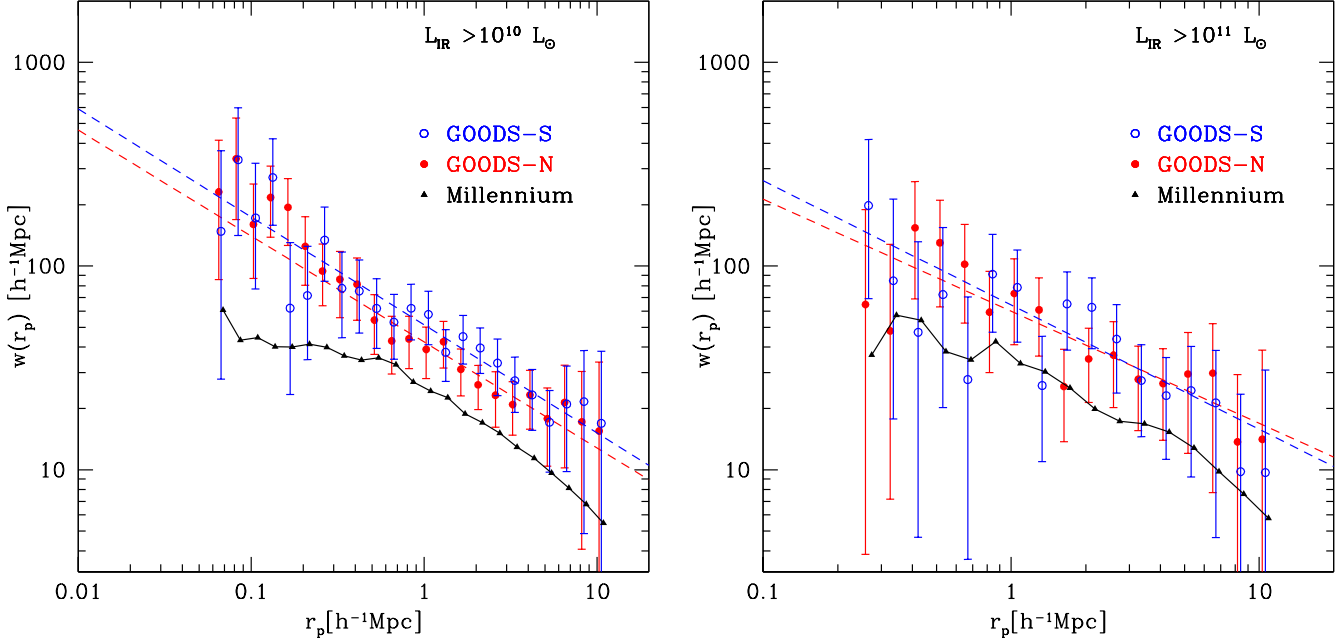 L_IR >10^10 L_⊙
1000
GOODS-S
GOODS-N
Millennium
100
10
w(r_p) [h^-1Mpc]
0.01
0.1
1
10
r_p[h^-1Mpc]
L_IR >10^11 L_⊙
1000
GOODS-S
GOODS-N
Millennium
100
10
w(r_p) [h^-1Mpc]
0.1
1
10
r_p[h^-1Mpc]